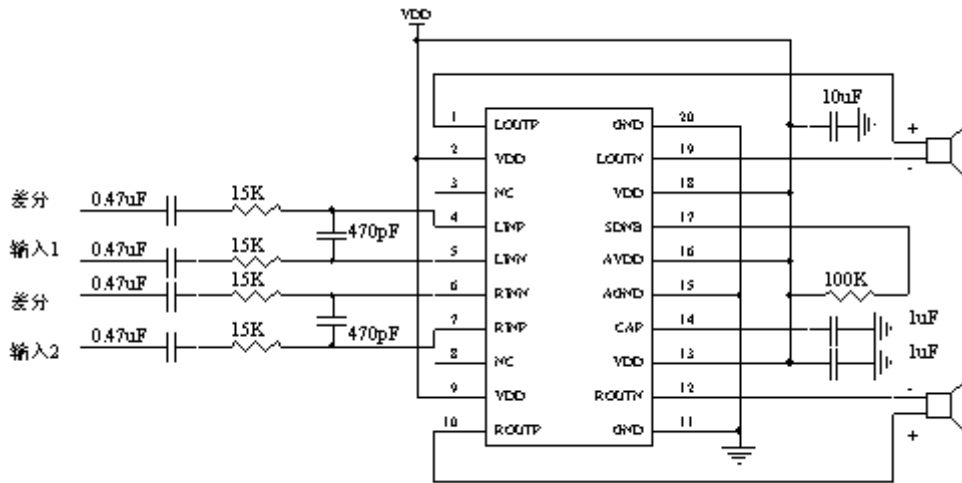 VDD
10uF
1 LOUTP GND 20
+
2 VDD LOUTN 19
-
3 NC VDD 18
差分 0.47uF 15K
4 LINP SDNB 17
470pF
输入1 0.47uF 15K
5 LINN AVDD 16
0.47uF 15K
6 RINN AGND 15
100K
差分
7 RINP CAP 14
1uF
470pF
输入2 0.47uF 15K
8 NC VDD 13
1uF
9 VDD ROUTN 12
-
10 ROUTP GND 11
+